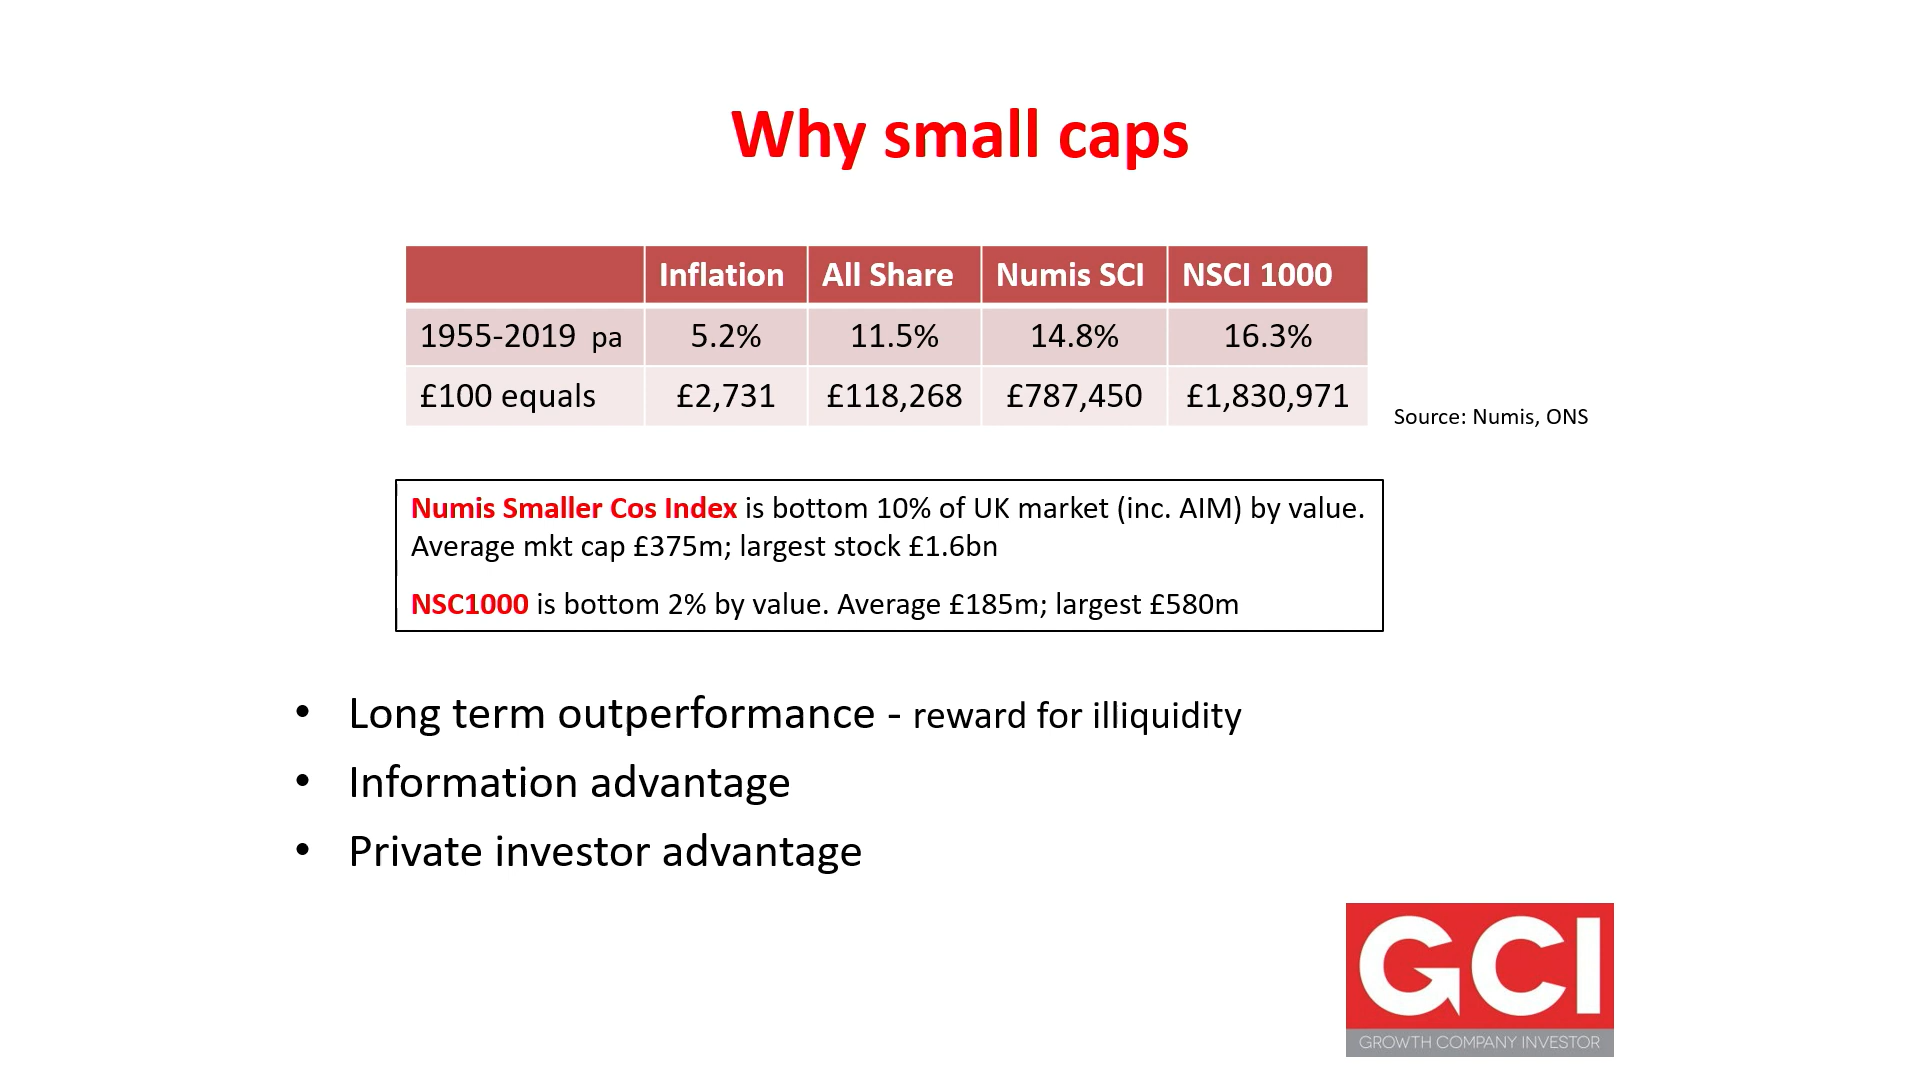 Why small caps
Inflation All Share Numis SCI NSCI 1000
1955-2019 pa 5.2% 11.5% 14.8% 16.3%
£100 equals £2,731 £118,268 £787,450 £1,830,971
Source: Numis, ONS
Numis Smaller Cos Index is bottom 10% of UK market (inc. AIM) by value.
Average mkt cap £375m; largest stock £1.6bn
NSC1000 is bottom 2% by value. Average £185m; largest £580m
• Long term outperformance - reward for illiquidity
• Information advantage
• Private investor advantage
GCI
GROWTH COMPANY INVESTOR